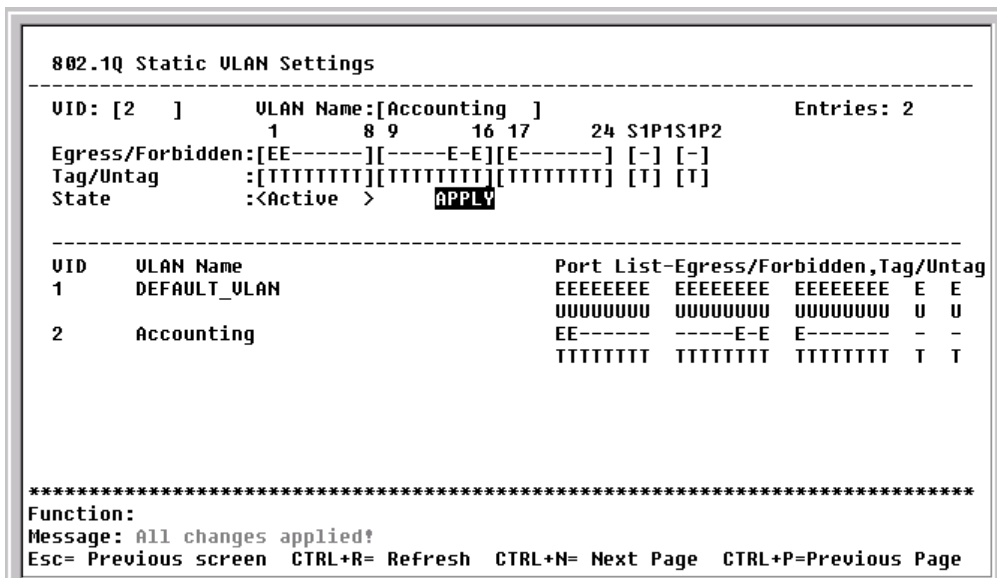 802.1Q Static VLAN Settings
-------------------------------------------------------------------------------
VID: [2   ]      VLAN Name:[Accounting  ]                     Entries: 2
1       8 9      16 17     24 S1P1S1P2
Egress/Forbidden:[EE------][-----E-E][E-------] [-] [-]
Tag/Untag       :[TTTTTTTT][TTTTTTTT][TTTTTTTT] [T] [T]
State           :<Active  >     APPLY
----------------------------------------------------------------------------
VID    VLAN Name                          Port List-Egress/Forbidden,Tag/Untag
1      DEFAULT_VLAN                       EEEEEEEE  EEEEEEEE  EEEEEEEE  E  E
UUUUUUUU  UUUUUUUU  UUUUUUUU  U  U
2      Accounting                         EE------  -----E-E  E-------  -  -
TTTTTTTT  TTTTTTTT  TTTTTTTT  T  T
*******************************************************************************
Function:
Message: All changes applied!
Esc= Previous screen  CTRL+R= Refresh  CTRL+N= Next Page  CTRL+P=Previous Page